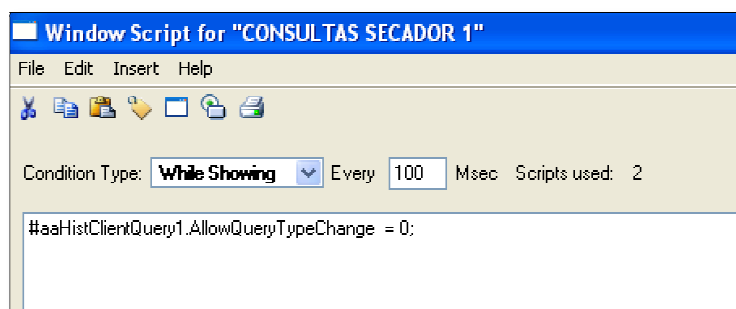 Window Script for "CONSULTAS SECADOR 1"
File Edit Insert Help
Condition Type: While Showing Every 100 Msec Scripts used: 2
#aaHistClientQuery1.AllowQueryTypeChange = 0;